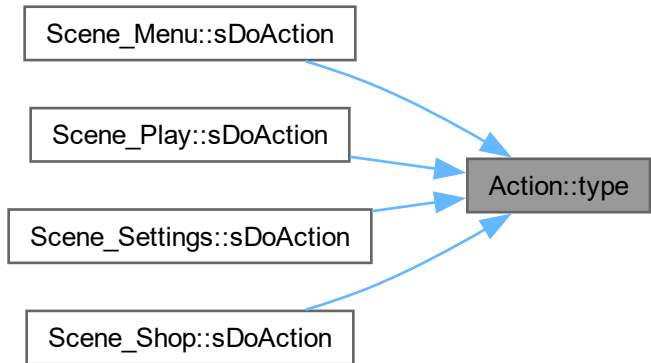 Scene_Menu::sDoAction
Scene_Play::sDoAction
Action::type
Scene_Settings::sDoAction
Scene_Shop::sDoAction